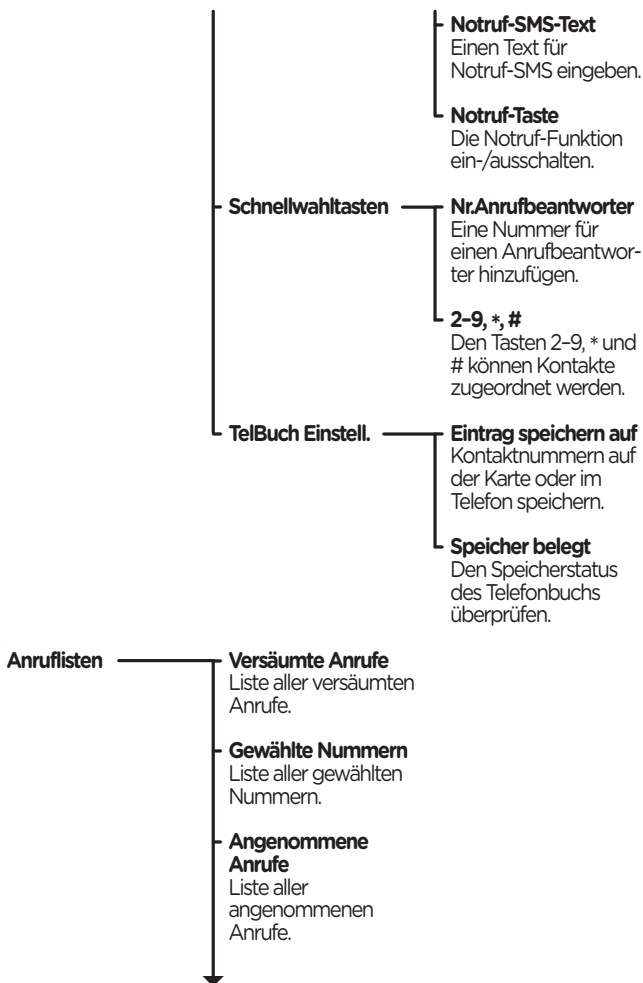 Notruf-SMS-Text
Einen Text für
Notruf-SMS eingeben.
Notruf-Taste
Die Notruf-Funktion
ein-/ausschalten.
Schnellwahltasten
Nr.Anrufbeantworter
Eine Nummer für
einen Anrufbeantwor-
ter hinzufügen.
2–9, *, #
Den Tasten 2–9, * und
# können Kontakte
zugeordnet werden.
TelBuch Einstell.
Eintrag speichern auf
Kontaktnummern auf
der Karte oder im
Telefon speichern.
Speicher belegt
Den Speicherstatus
des Telefonbuchs
überprüfen.
Anruflisten
Versäumte Anrufe
Liste aller versäumten
Anrufe.
Gewählte Nummern
Liste aller gewählten
Nummern.
Angenommene
Anrufe
Liste aller
angenommenen
Anrufe.